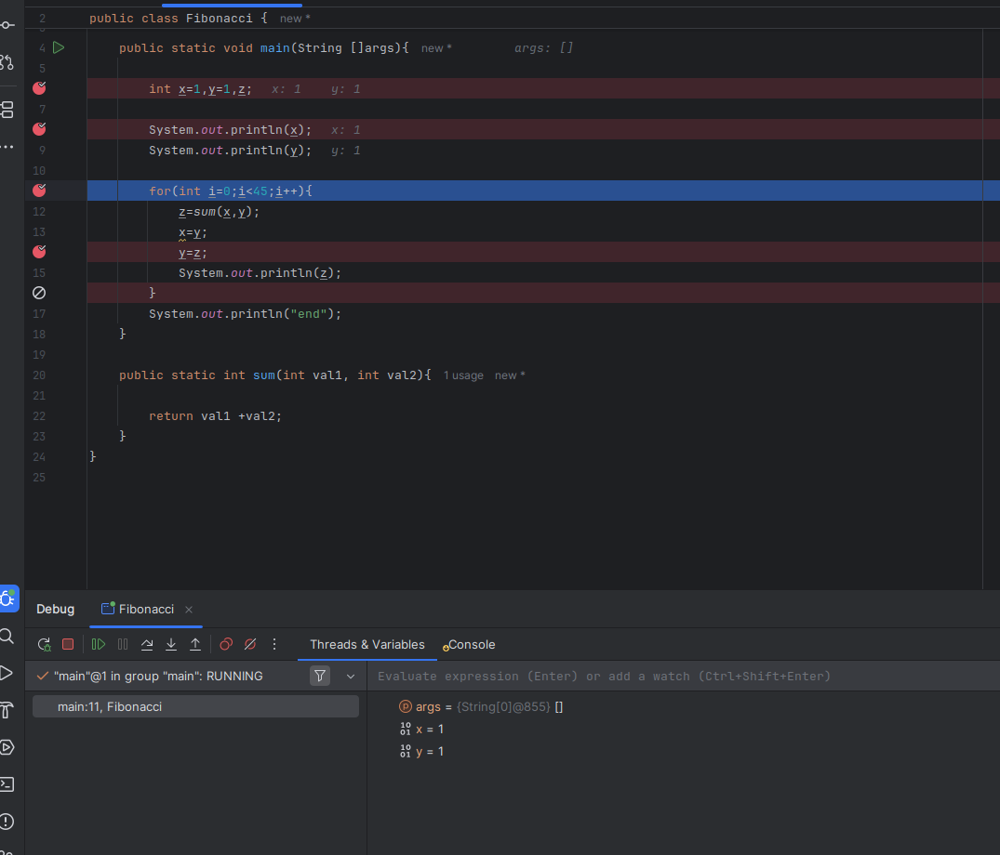 2 public class Fibonacci { new *
4 public static void main(String []args){ new * args: []
5
int x=1,y=1,z; x: 1 y: 1
7
System.out.println(x); x: 1
9 System.out.println(y); y: 1
10
for(int i=0;i<45;i++){
12 z=sum(x,y);
13 x=y;
y=z;
15 System.out.println(z);
}
17 System.out.println("end");
18 }
19
20 public static int sum(int val1, int val2){ 1 usage new *
21
22 return val1 +val2;
23 }
24 }
25
Debug Fibonacci
Threads & Variables Console
"main"@1 in group "main": RUNNING
Evaluate expression (Enter) or add a watch (Ctrl+Shift+Enter)
main:11, Fibonacci
args = {String[0]@855} []
x = 1
y = 1